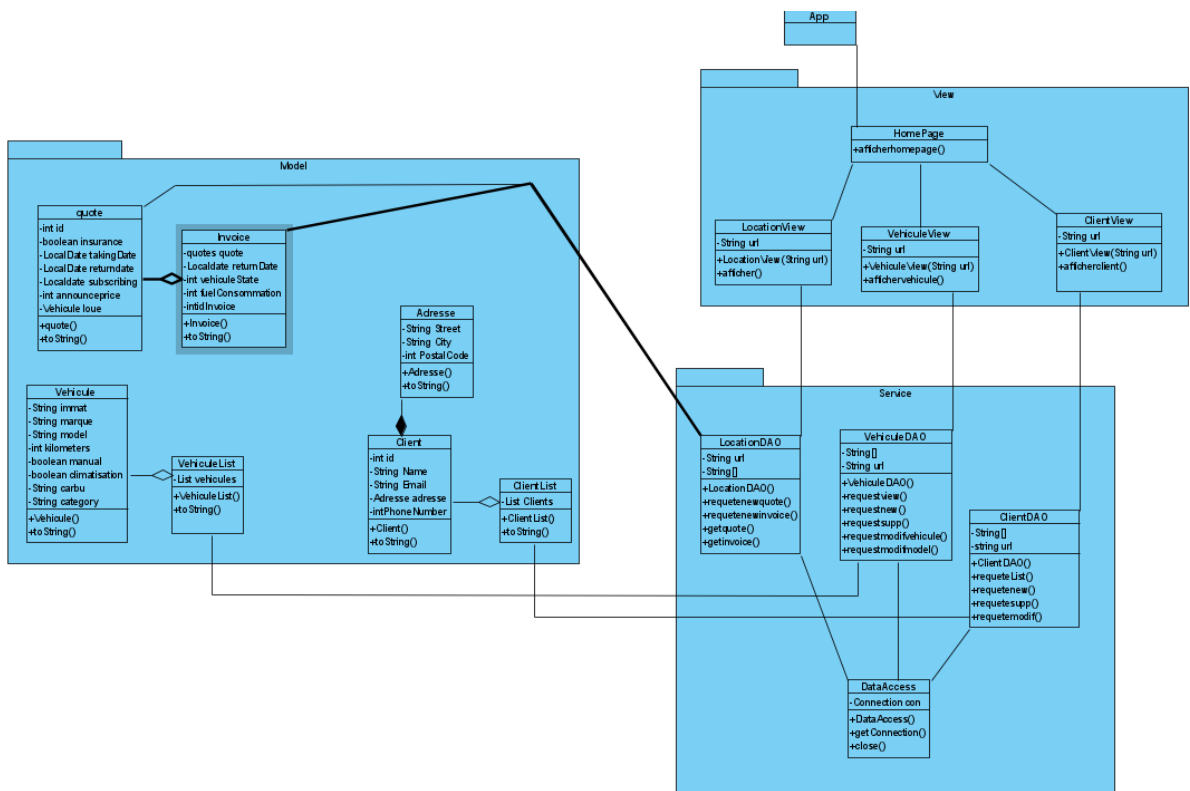 App
View
HomePage
+afficherhomepage()
LocationView
-String url
+LocationView(String url)
+afficher()
VehiculeView
-String url
+VehiculeView(String url)
+affichervehicule()
ClientView
-String url
+ClientView(String url)
+afficherclient()
Model
quote
-int id
-boolean insurance
-LocalDate takingDate
-LocalDate returndate
-Localdate subscribing
-int announceprice
-Vehicule loue
+quote()
+toString()
Invoice
-quotes quote
-Localdate returnDate
-int vehiculeState
-int fuelConsommation
-intidInvoice
+Invoice()
+toString()
Adresse
-String Street
-String City
-int PostalCode
+Adresse()
+toString()
Vehicule
-String immat
-String marque
-String model
-int kilometers
-boolean manual
-boolean climatisation
-String carbu
-String category
+Vehicule()
+toString()
VehiculeList
-List vehicules
+VehiculeList()
+toString()
Client
-int id
-String Name
-String Email
-Adresse adresse
-intPhoneNumber
+Client()
+toString()
ClientList
-List Clients
+ClientList()
+toString()
Service
LocationDAO
-String url
-String[]
+LocationDAO()
+requetenewquote()
+requetenewinvoice()
+getquote()
+getinvoice()
VehiculeDAO
-String[]
-String url
+VehiculeDAO()
+requestview()
+requestnew()
+requestsupp()
+requestmodifvehicule()
+requestmodifmodel()
ClientDAO
-String[]
-string url
+ClientDAO()
+requeteList()
+requetenew()
+requetesupp()
+requetemodif()
DataAccess
-Connection con
+DataAccess()
+getConnection()
+close()